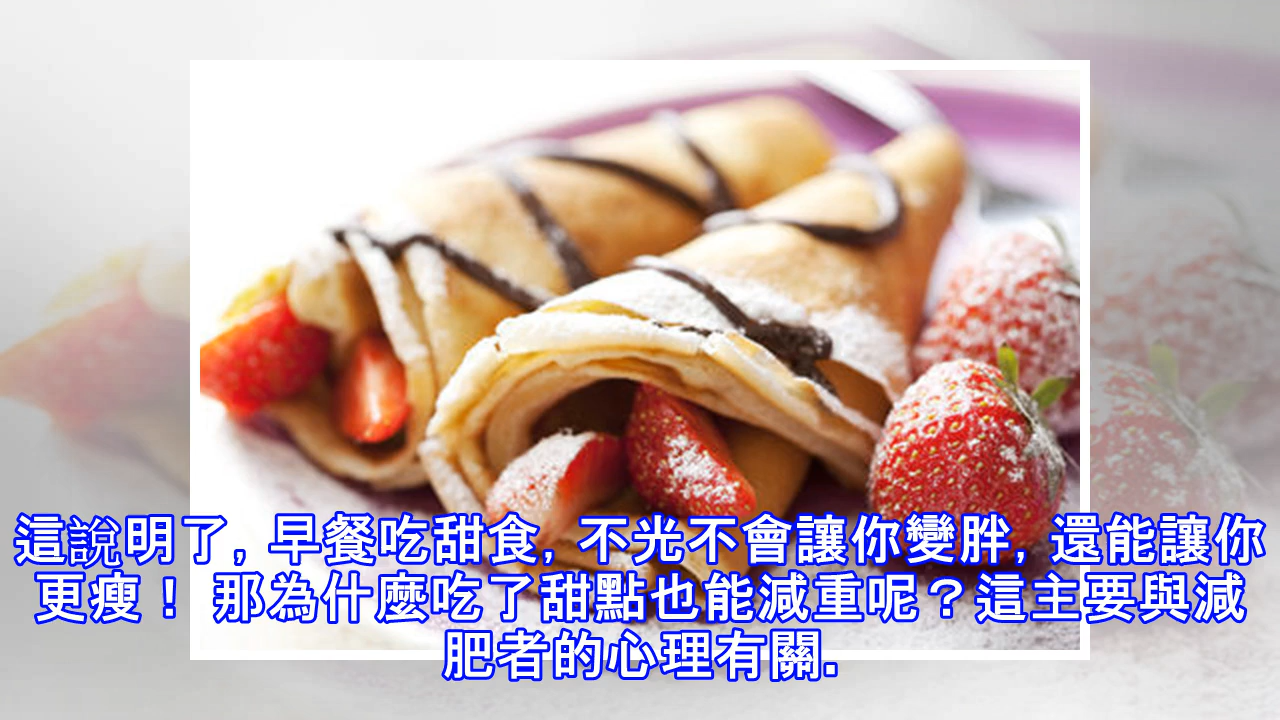 這說明了, 早餐吃甜食, 不光不會讓你變胖, 還能讓你
更瘦！ 那為什麼吃了甜點也能減重呢？這主要與減
肥者的心理有關.